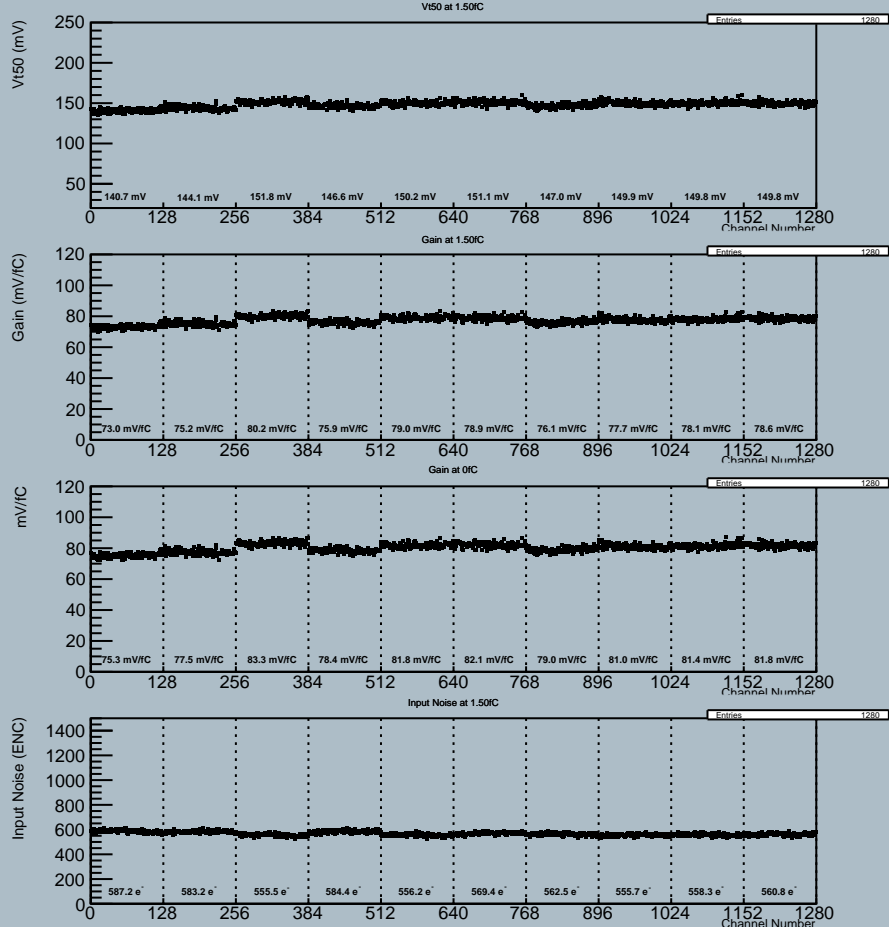 Vt50 at 1.50fC
Entries 1280
Vt50 (mV)
250
200
150
100
50
140.7 mV 144.1 mV 151.8 mV 146.6 mV 150.2 mV 151.1 mV 147.0 mV 149.9 mV 149.8 mV 149.8 mV
0 128 256 384 512 640 768 896 1024 1152 1280
Channel Number
Gain at 1.50fC
Entries 1280
Gain (mV/fC)
120
100
80
60
40
20
0
73.0 mV/fC 75.2 mV/fC 80.2 mV/fC 75.9 mV/fC 79.0 mV/fC 78.9 mV/fC 76.1 mV/fC 77.7 mV/fC 78.1 mV/fC 78.6 mV/fC
0 128 256 384 512 640 768 896 1024 1152 1280
Channel Number
Gain at 0fC
Entries 1280
mV/fC
120
100
80
60
40
20
0
75.3 mV/fC 77.5 mV/fC 83.3 mV/fC 78.4 mV/fC 81.8 mV/fC 82.1 mV/fC 79.0 mV/fC 81.0 mV/fC 81.4 mV/fC 81.8 mV/fC
0 128 256 384 512 640 768 896 1024 1152 1280
Channel Number
Input Noise at 1.50fC
Entries 1280
Input Noise (ENC)
1400
1200
1000
800
600
400
200
0
587.2 e- 583.2 e- 555.5 e- 584.4 e- 556.2 e- 569.4 e- 562.5 e- 555.7 e- 558.3 e- 560.8 e-
0 128 256 384 512 640 768 896 1024 1152 1280
Channel Number